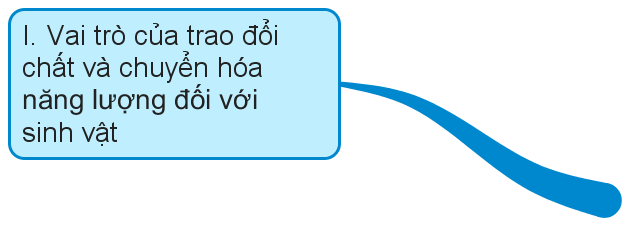 I. Vai trò của trao đổi
chất và chuyển hóa
năng lượng đối với
sinh vật